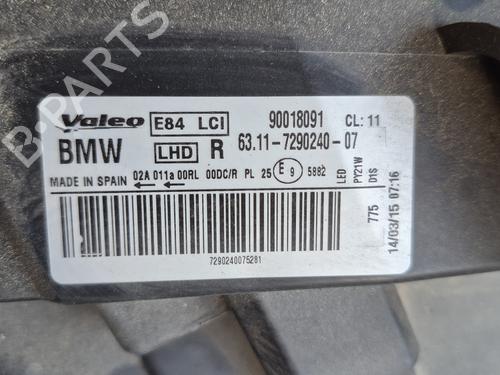 B-PARTS
Valeo E84 LCI 90018091 CL: 11
BMW LHD R 63.11-7290240-07
MADE IN SPAIN 02A 011a 00RL 00DC/R PL 25 E 9 5882
LED
PY21W
D1S
775
14/03/15 07:16
7290240075281